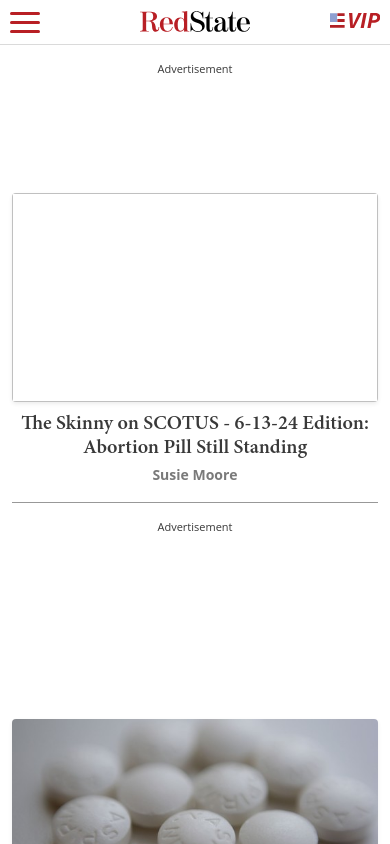 RedState
VIP
Advertisement
The Skinny on SCOTUS - 6-13-24 Edition:
Abortion Pill Still Standing
Susie Moore
Advertisement